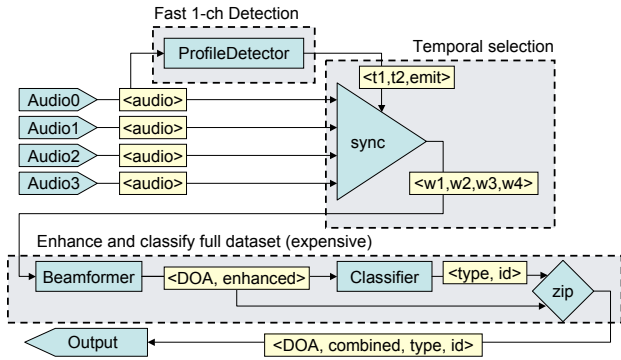 Fast 1-ch Detection
ProfileDetector
Temporal selection
<t1,t2,emit>
Audio0
<audio>
Audio1
<audio>
Audio2
<audio>
Audio3
<audio>
sync
<w1,w2,w3,w4>
Enhance and classify full dataset (expensive)
Beamformer
<DOA, enhanced>
Classifier
<type, id>
zip
Output
<DOA, combined, type, id>